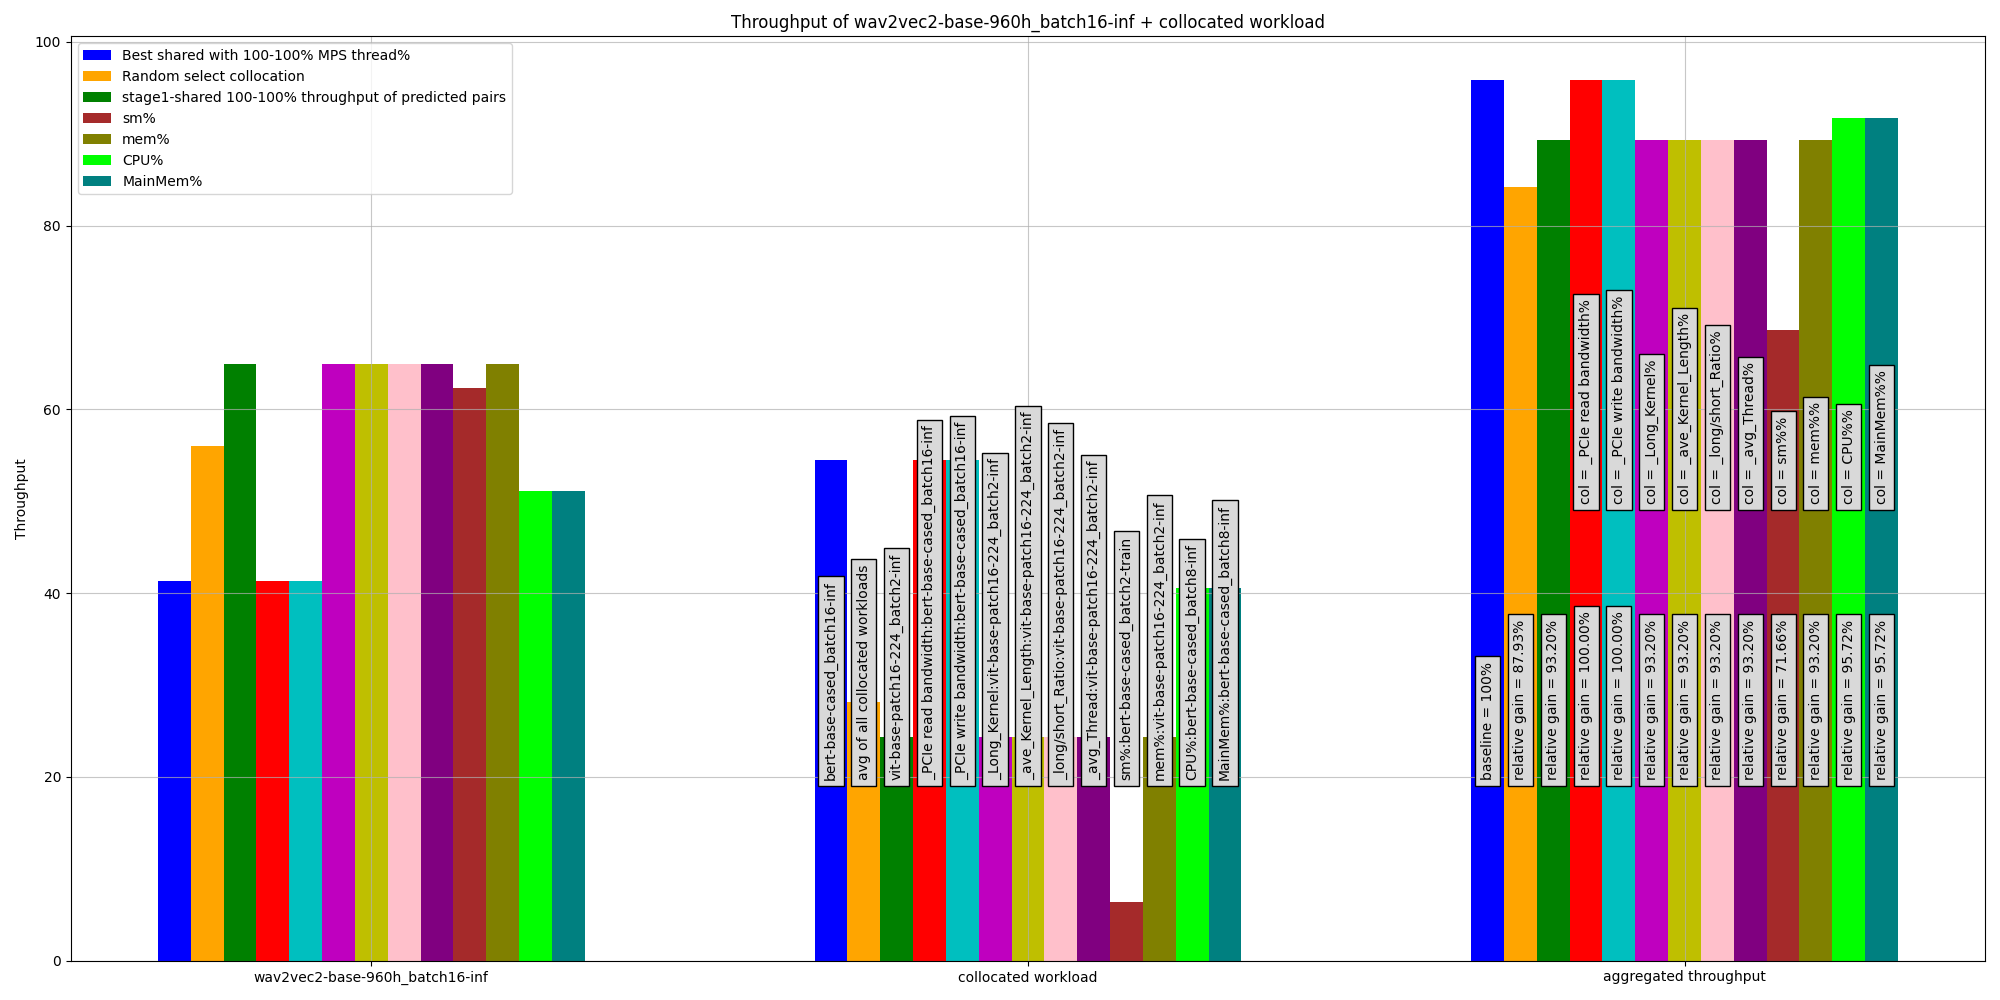 Throughput of wav2vec2-base-960h_batch16-inf + collocated workload
Throughput
100
80
60
40
20
0
Best shared with 100-100% MPS thread%
Random select collocation
stage1-shared 100-100% throughput of predicted pairs
sm%
mem%
CPU%
MainMem%
bert-base-cased_batch16-inf
avg of all collocated workloads
vit-base-patch16-224_batch2-inf
_PCIe read bandwidth:bert-base-cased_batch16-inf
_PCIe write bandwidth:bert-base-cased_batch16-inf
_Long_Kernel:vit-base-patch16-224_batch2-inf
_ave_Kernel_Length:vit-base-patch16-224_batch2-inf
_long/short_Ratio:vit-base-patch16-224_batch2-inf
_avg_Thread:vit-base-patch16-224_batch2-inf
sm%:bert-base-cased_batch2-train
mem%:vit-base-patch16-224_batch2-inf
CPU%:bert-base-cased_batch8-inf
MainMem%:bert-base-cased_batch8-inf
col = _PCIe read bandwidth%
col = _PCIe write bandwidth%
col = _Long_Kernel%
col = _ave_Kernel_Length%
col = _long/short_Ratio%
col = _avg_Thread%
col = sm%%
col = mem%%
col = CPU%%
col = MainMem%%
baseline = 100%
relative gain = 87.93%
relative gain = 93.20%
relative gain = 100.00%
relative gain = 100.00%
relative gain = 93.20%
relative gain = 93.20%
relative gain = 93.20%
relative gain = 93.20%
relative gain = 71.66%
relative gain = 93.20%
relative gain = 95.72%
relative gain = 95.72%
wav2vec2-base-960h_batch16-inf
collocated workload
aggregated throughput